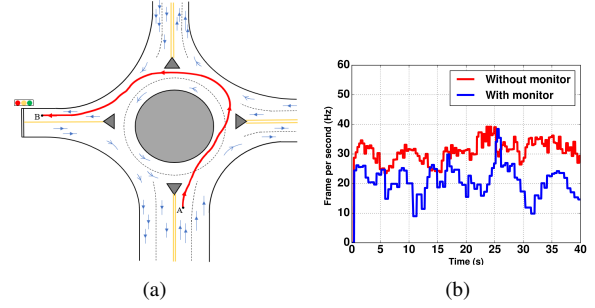 B
A
(a)
Frame per second (Hz)
60
50
40
30
20
10
0
Without monitor
With monitor
0 5 10 15 20 25 30 35 40
Time (s)
(b)